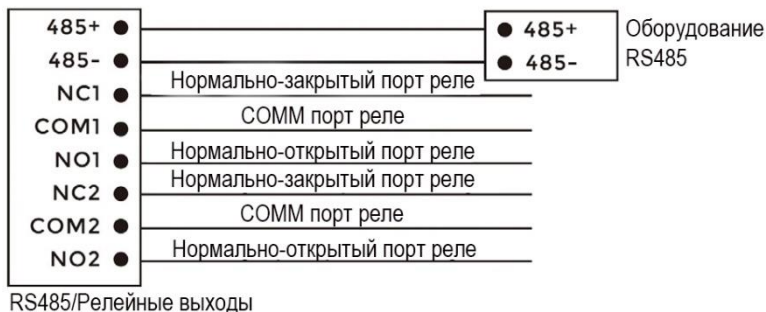 485+
485+
Оборудование
485-
485-
RS485
Нормально-закрытый порт реле
NC1
COMM порт реле
COM1
Нормально-открытый порт реле
NO1
Нормально-закрытый порт реле
NC2
COMM порт реле
COM2
Нормально-открытый порт реле
NO2
RS485/Релейные выходы